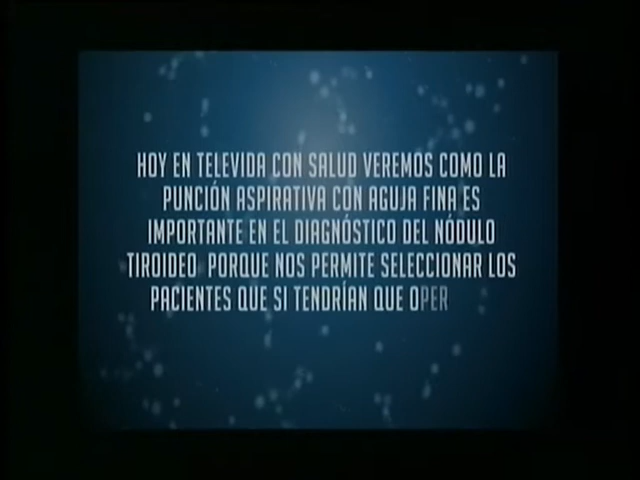 HOY EN TELEVIDA CON SALUD VEREMOS COMO LA
PUNCIÓN ASPIRATIVA CON AGUJA FINA ES
IMPORTANTE EN EL DIAGNÓSTICO DEL NÓDULO
TIROIDEO PORQUE NOS PERMITE SELECCIONAR LOS
PACIENTES QUE SI TENDRÍAN QUE OPER